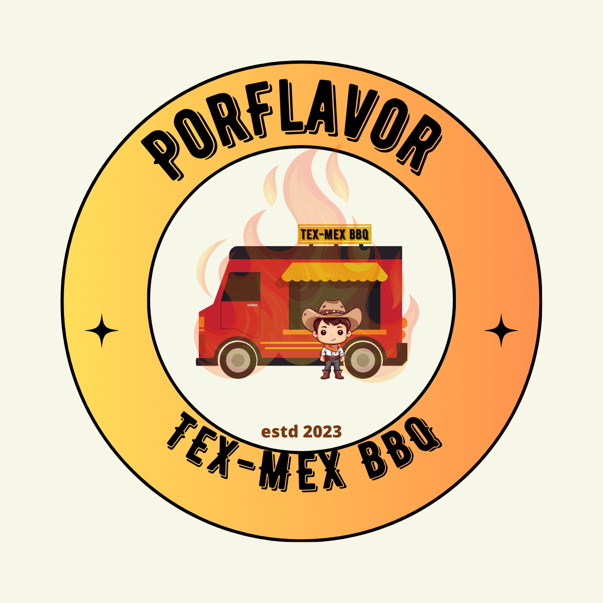 PORFLAVOR
TEX-MEX BBQ
estd 2023
TEX-MEX BBQ